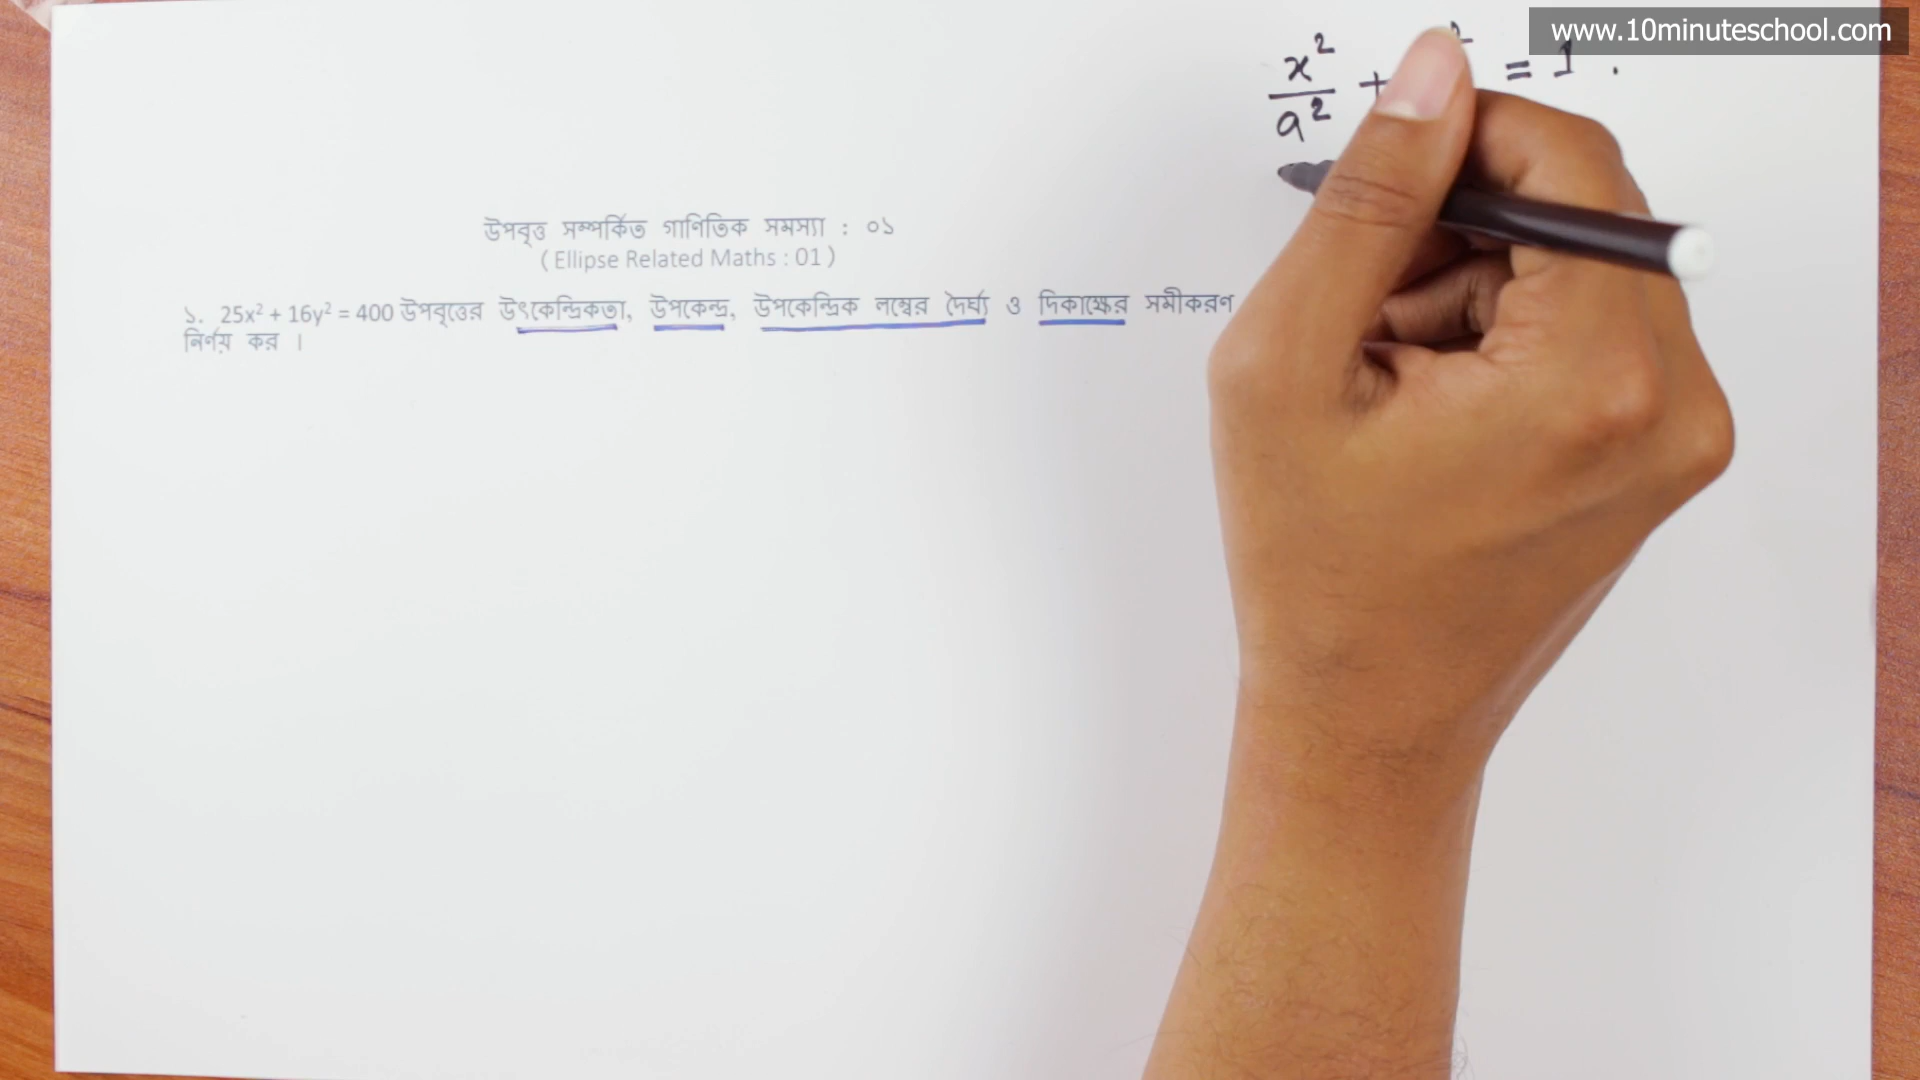 www.10minuteschool.com
x²/a² + ² = 1 .
উপবৃত্ত সম্পর্কিত গাণিতিক সমস্যা : ০১
( Ellipse Related Maths : 01 )
১. 25x² + 16y² = 400 উপবৃত্তের উৎকেন্দ্রিকতা, উপকেন্দ্র, উপকেন্দ্রিক লম্বের দৈর্ঘ্য ও দিকাক্ষের সমীকরণ
নির্ণয় কর ।